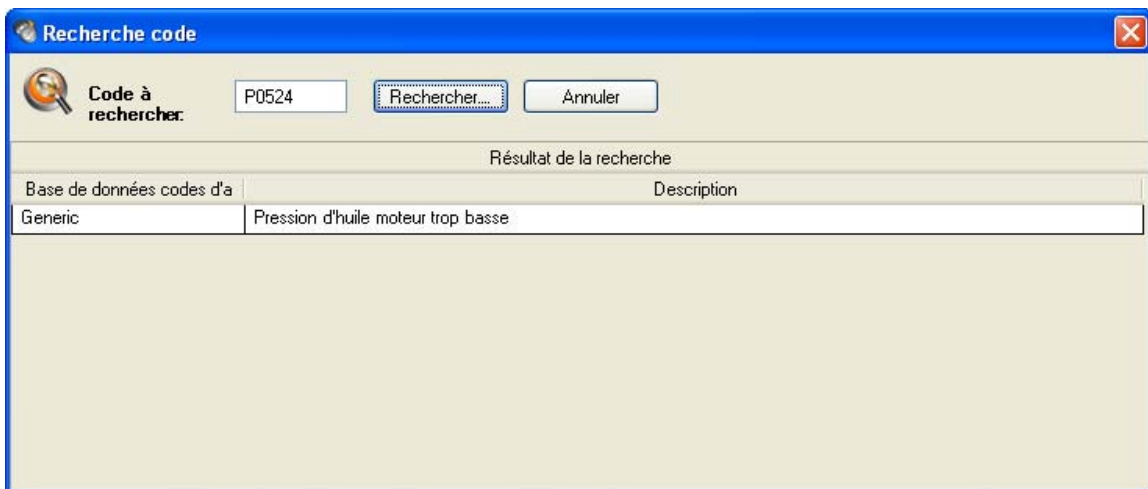 Recherche code
Code à
rechercher:
P0524
Rechercher...
Annuler
Résultat de la recherche
Base de données codes d'a
Description
Generic
Pression d'huile moteur trop basse